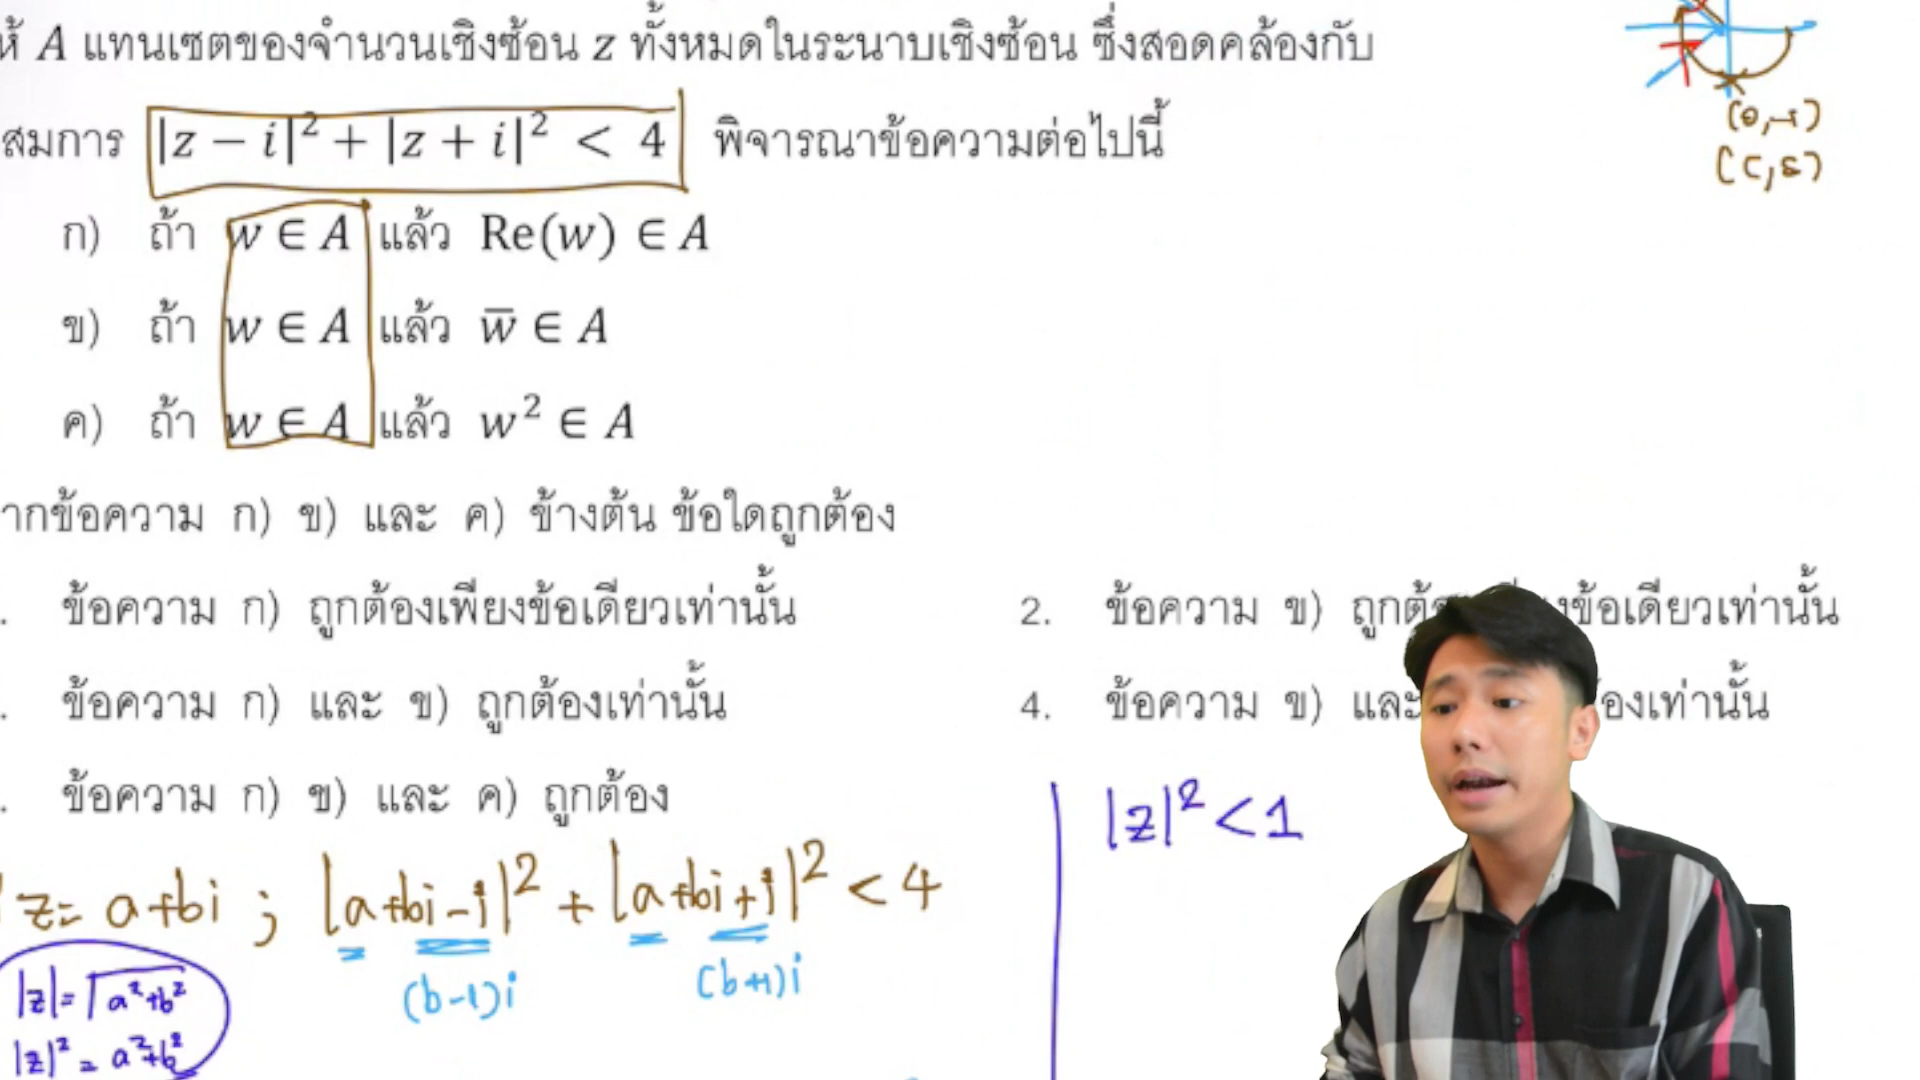 ห้ A แทนเซตของจำนวนเชิงซ้อน z ทั้งหมดในระนาบเชิงซ้อน ซึ่งสอดคล้องกับ
สมการ |z − i|² + |z + i|² < 4 พิจารณาข้อความต่อไปนี้
(0,-1)
(c,s)
ก) ถ้า w ∈ A แล้ว Re(w) ∈ A
ข) ถ้า w ∈ A แล้ว w̅ ∈ A
ค) ถ้า w ∈ A แล้ว w² ∈ A
ากข้อความ ก) ข) และ ค) ข้างต้น ข้อใดถูกต้อง
. ข้อความ ก) ถูกต้องเพียงข้อเดียวเท่านั้น
2. ข้อความ ข) ถูกต้ งข้อเดียวเท่านั้น
. ข้อความ ก) และ ข) ถูกต้องเท่านั้น
4. ข้อความ ข) และ องเท่านั้น
. ข้อความ ก) ข) และ ค) ถูกต้อง
|z|² < 1
z = a+bi ; |a+bi-i|² + |a+bi+i|² < 4
(b-1)i (b+1)i
|z| = √a²+b²
|z|² = a²+b²